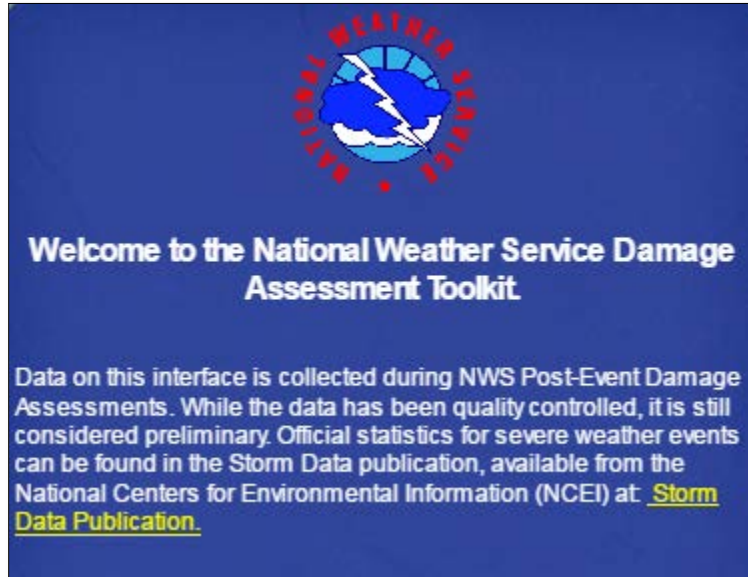 NATIONAL WEATHER SERVICE
Welcome to the National Weather Service Damage
Assessment Toolkit.
Data on this interface is collected during NWS Post-Event Damage
Assessments. While the data has been quality controlled, it is still
considered preliminary. Official statistics for severe weather events
can be found in the Storm Data publication, available from the
National Centers for Environmental Information (NCEI) at: Storm
Data Publication.